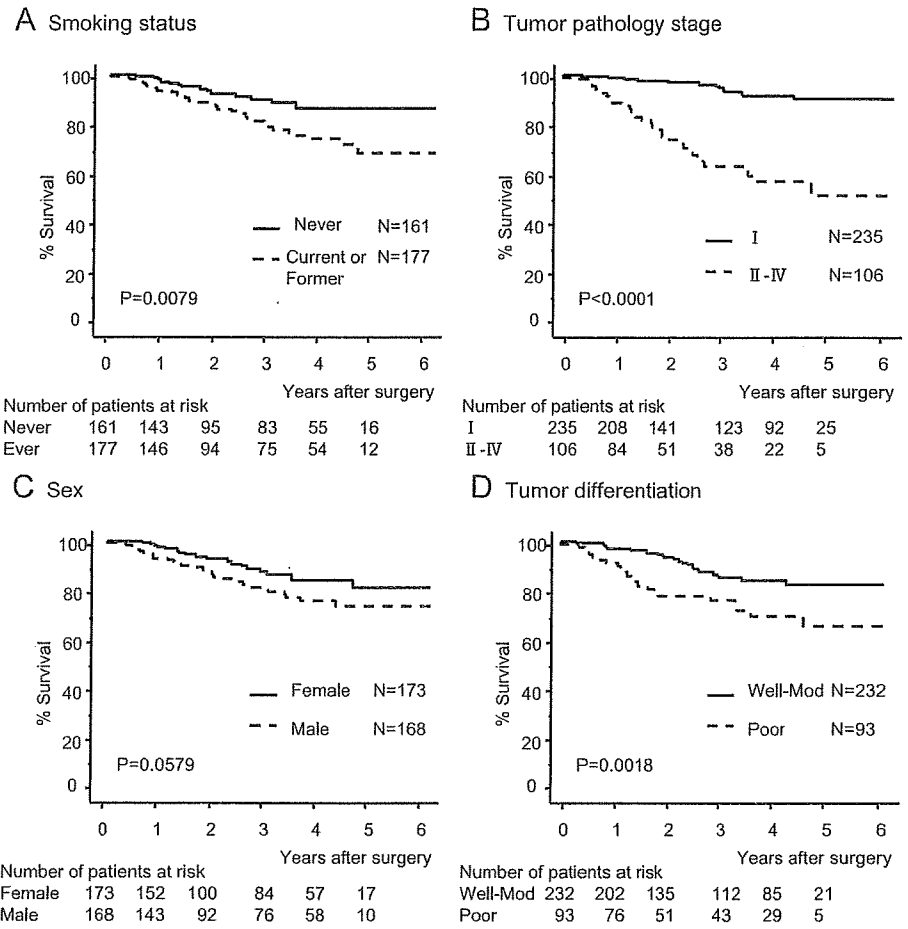 A Smoking status
100
80
60
40
20
0
% Survival
Never N=161
Current or N=177
Former
P=0.0079
0 1 2 3 4 5 6
Years after surgery
Number of patients at risk
Never 161 143 95 83 55 16
Ever 177 146 94 75 54 12
B Tumor pathology stage
100
80
60
40
20
0
% Survival
Ⅰ N=235
Ⅱ-Ⅳ N=106
P<0.0001
0 1 2 3 4 5 6
Years after surgery
Number of patients at risk
Ⅰ 235 208 141 123 92 25
Ⅱ-Ⅳ 106 84 51 38 22 5
C Sex
100
80
60
40
20
0
% Survival
Female N=173
Male N=168
P=0.0579
0 1 2 3 4 5 6
Years after surgery
Number of patients at risk
Female 173 152 100 84 57 17
Male 168 143 92 76 58 10
D Tumor differentiation
100
80
60
40
20
0
% Survival
Well-Mod N=232
Poor N=93
P=0.0018
0 1 2 3 4 5 6
Years after surgery
Number of patients at risk
Well-Mod 232 202 135 112 85 21
Poor 93 76 51 43 29 5